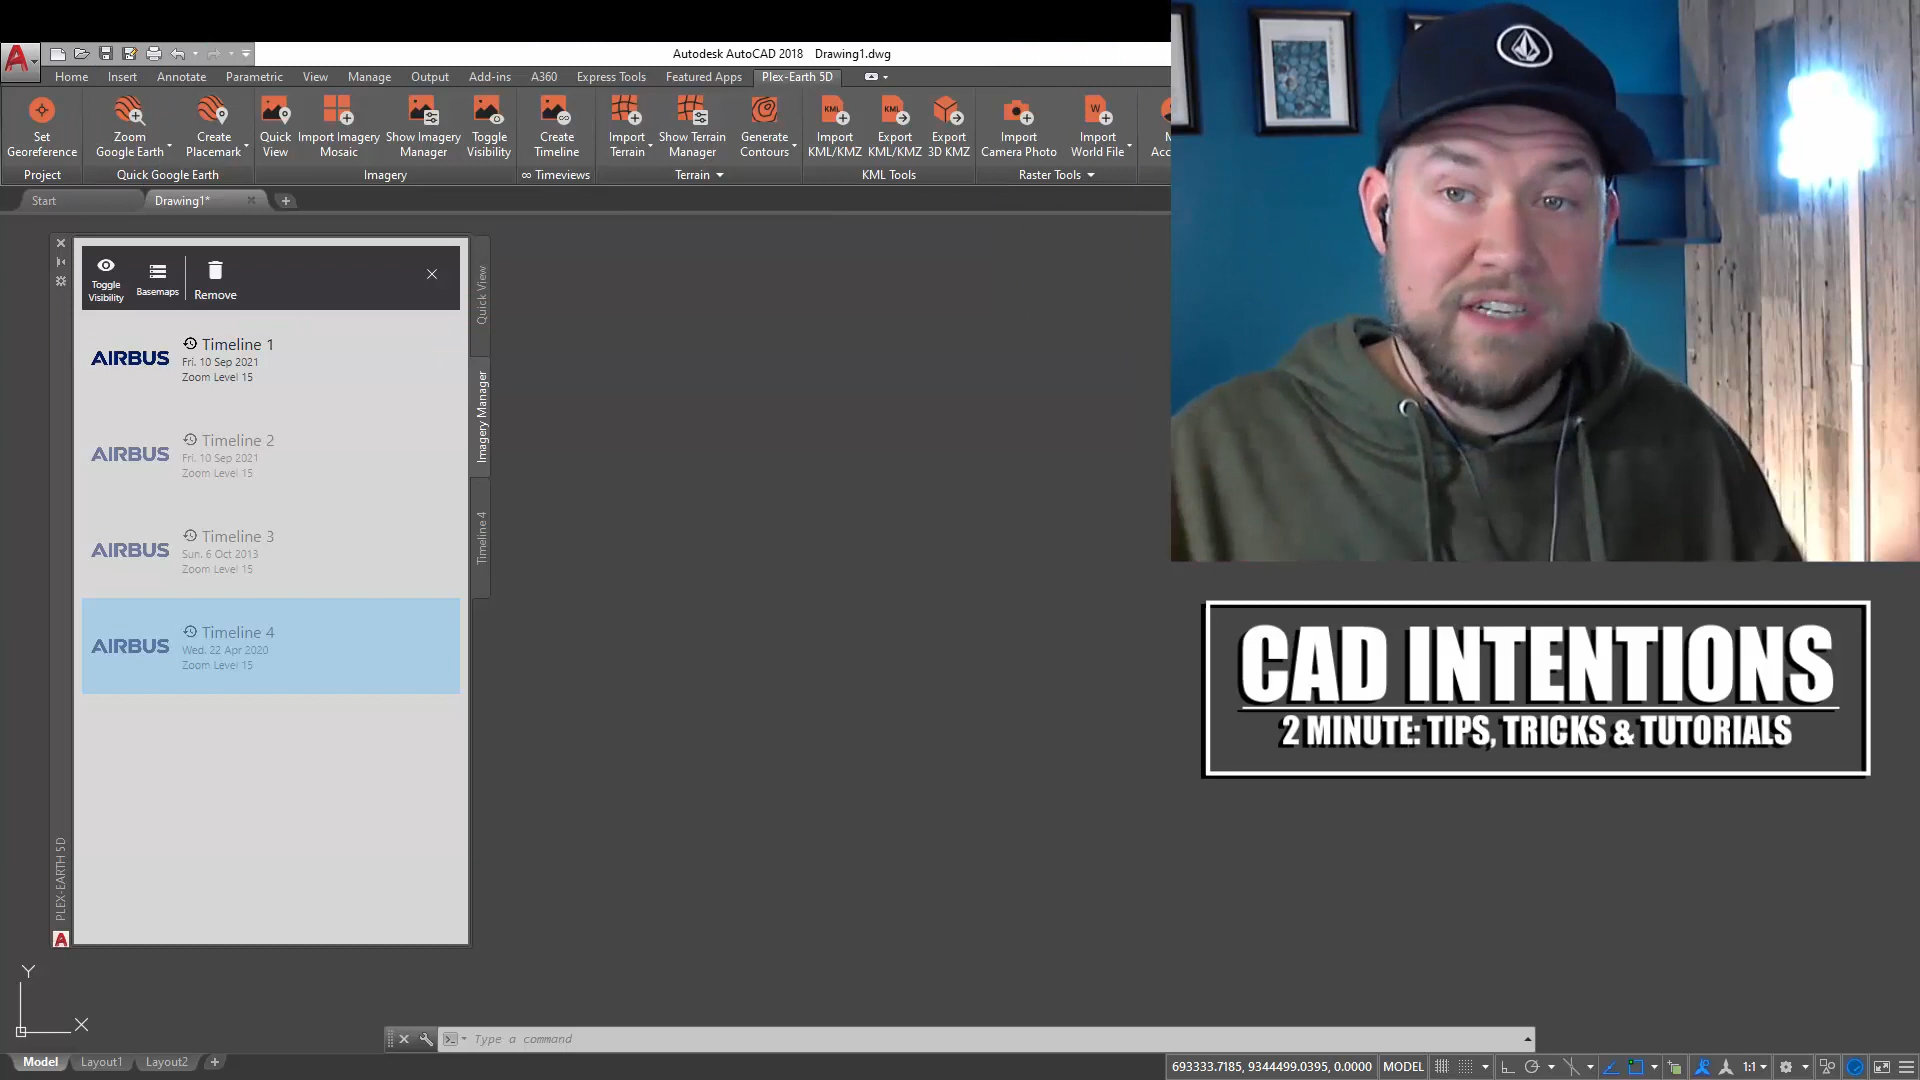 Autodesk AutoCAD 2018 Drawing1.dwg
Home Insert Annotate Parametric View Manage Output Add-ins A360 Express Tools Featured Apps Plex-Earth 5D
Set Georeference
Zoom Google Earth
Create Placemark
Quick View
Import Imagery Mosaic
Show Imagery Manager
Toggle Visibility
Create Timeline
Import Terrain
Show Terrain Manager
Generate Contours
KML
Import KML/KMZ
KML
Export KML/KMZ
Export 3D KMZ
Import Camera Photo
W
Import World File
Project Quick Google Earth Imagery Timeviews Terrain KML Tools Raster Tools
Start Drawing1*
Toggle Visibility
Basemaps
Remove
AIRBUS
Timeline 1
Fri. 10 Sep 2021
Zoom Level 15
AIRBUS
Timeline 2
Fri. 10 Sep 2021
Zoom Level 15
AIRBUS
Timeline 3
Sun. 6 Oct 2013
Zoom Level 15
AIRBUS
Timeline 4
Wed. 22 Apr 2020
Zoom Level 15
Quick View
Imagery Manager
Timeline 4
PLEX-EARTH 5D
CAD INTENTIONS
2 MINUTE: TIPS, TRICKS & TUTORIALS
Y
X
Type a command
Model Layout1 Layout2
693333.7185, 9344499.0395, 0.0000 MODEL 1:1